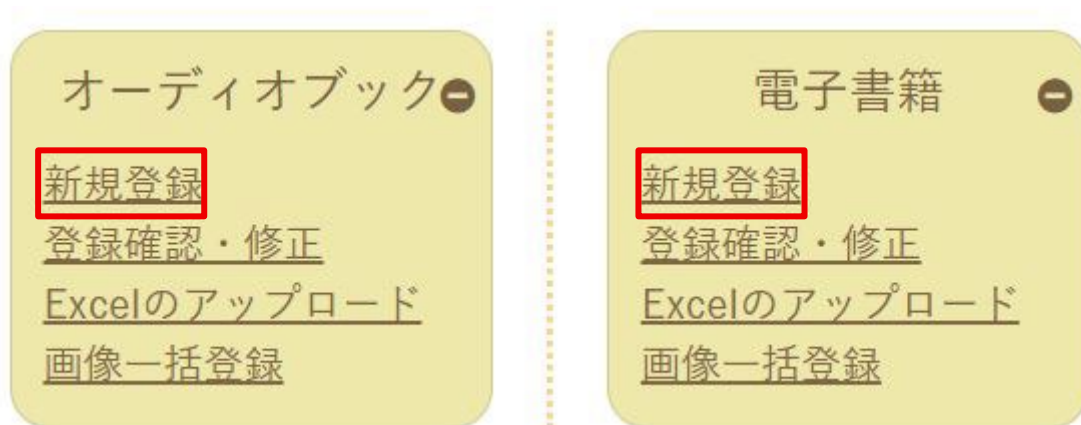 オーディオブック
新規登録
登録確認・修正
Excelのアップロード
画像一括登録
電子書籍
新規登録
登録確認・修正
Excelのアップロード
画像一括登録